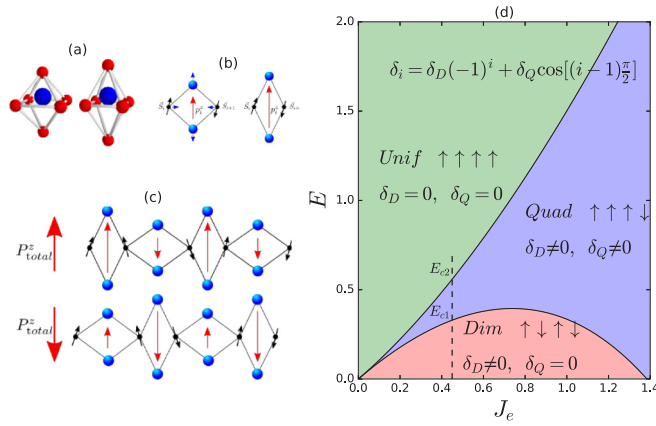 (a)
(b)
(d)
(c)
P^z_total
P^z_total
δ_i = δ_D(-1)^i + δ_Q cos[(i-1)π/2]
Unif ↑ ↑ ↑ ↑
δ_D = 0, δ_Q = 0
Quad ↑ ↑ ↑ ↓
δ_D≠0, δ_Q≠0
E_c2
E_c1
Dim ↑ ↓ ↑ ↓
δ_D≠0, δ_Q = 0
E
2.0
1.5
1.0
0.5
0.0
0.0 0.2 0.4 0.6 0.8 1.0 1.2 1.4
J_e